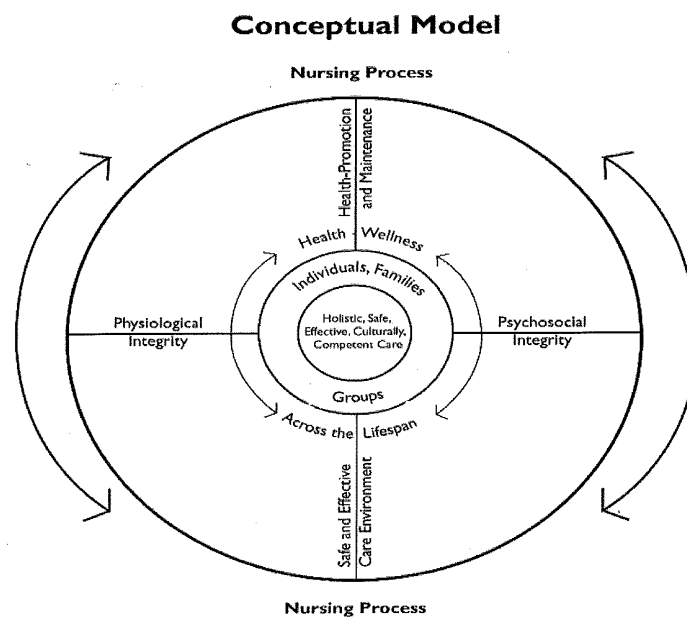 Conceptual Model
Nursing Process
Health-Promotion
and Maintenance
Health Wellness
Individuals, Families
Holistic, Safe,
Effective, Culturally,
Competent Care
Physiological
Integrity
Psychosocial
Integrity
Groups
Across the Lifespan
Safe and Effective
Care Environment
Nursing Process